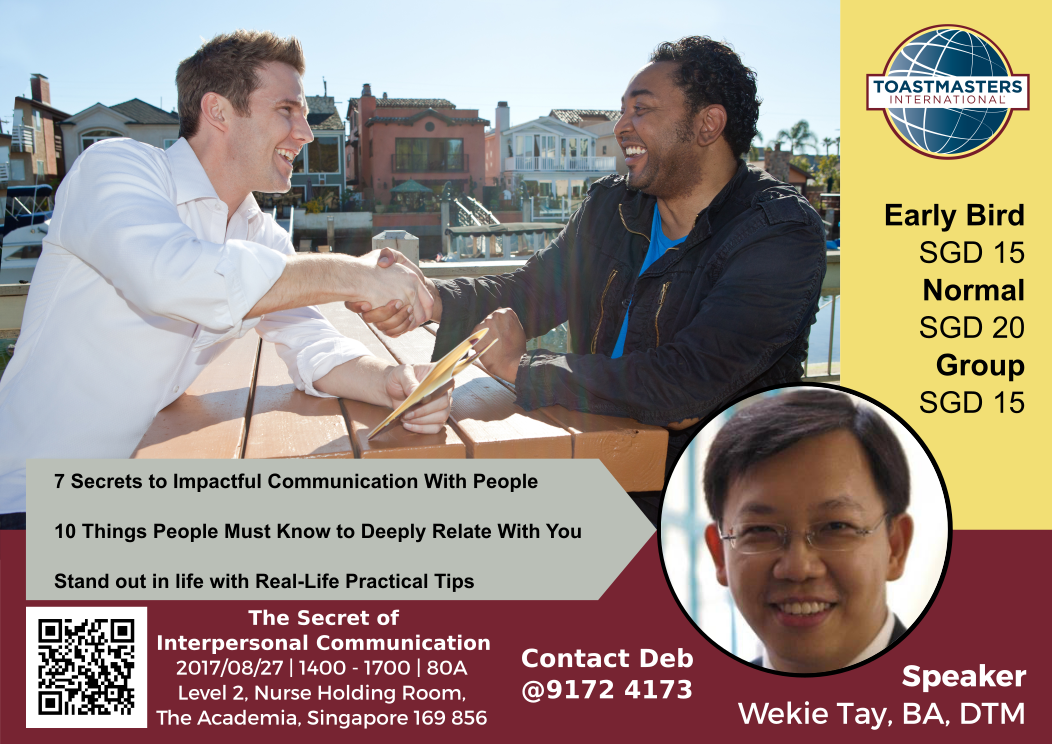 TOASTMASTERS
INTERNATIONAL
Early Bird
SGD 15
Normal
SGD 20
Group
SGD 15
7 Secrets to Impactful Communication With People
10 Things People Must Know to Deeply Relate With You
Stand out in life with Real-Life Practical Tips
The Secret of
Interpersonal Communication
2017/08/27 | 1400 - 1700 | 80A
Level 2, Nurse Holding Room,
The Academia, Singapore 169 856
Contact Deb
@9172 4173
Speaker
Wekie Tay, BA, DTM